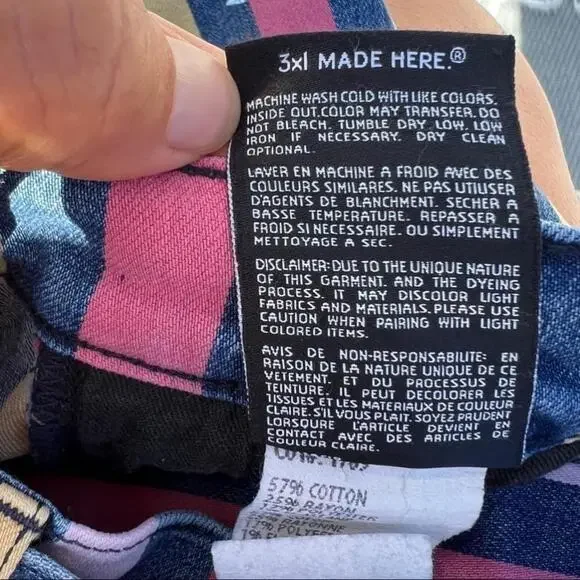 3x1 MADE HERE.®
MACHINE WASH COLD WITH LIKE COLORS.
INSIDE OUT. COLOR MAY TRANSFER. DO
NOT BLEACH. TUMBLE DRY LOW. LOW
IRON IF NECESSARY. DRY CLEAN
OPTIONAL.
LAVER EN MACHINE A FROID AVEC DES
COULEURS SIMILARES. NE PAS UTILISER
D'AGENTS DE BLANCHMENT. SECHER A
BASSE TEMPERATURE. REPASSER A
FROID SI NECESSAIRE. OU SIMPLEMENT
METTOYAGE A SEC.
DISCLAIMER: DUE TO THE UNIQUE NATURE
OF THIS GARMENT. AND THE DYEING
PROCESS. IT MAY DISCOLOR LIGHT
FABRICS AND MATERIALS. PLEASE USE
CAUTION WHEN PAIRING WITH LIGHT
COLORED ITEMS.
AVIS DE NON-RESPONSABILITE: EN
RAISON DE LA NATURE UNIQUE DE CE
VETEMENT. ET DU PROCESSUS DE
TEINTURE. IL PEUT DECOLORER LES
TISSUES ET LES MATERIAUX DE COULEUR
CLAIRE. S'IL VOUS PLAIT. SOYEZ PRUDENT
LORSQURE L'ARTICLE DEVIENT EN
CONTACT AVEC DES ARTICLES DE
COULEUR CLAIRE.
57% COTTON